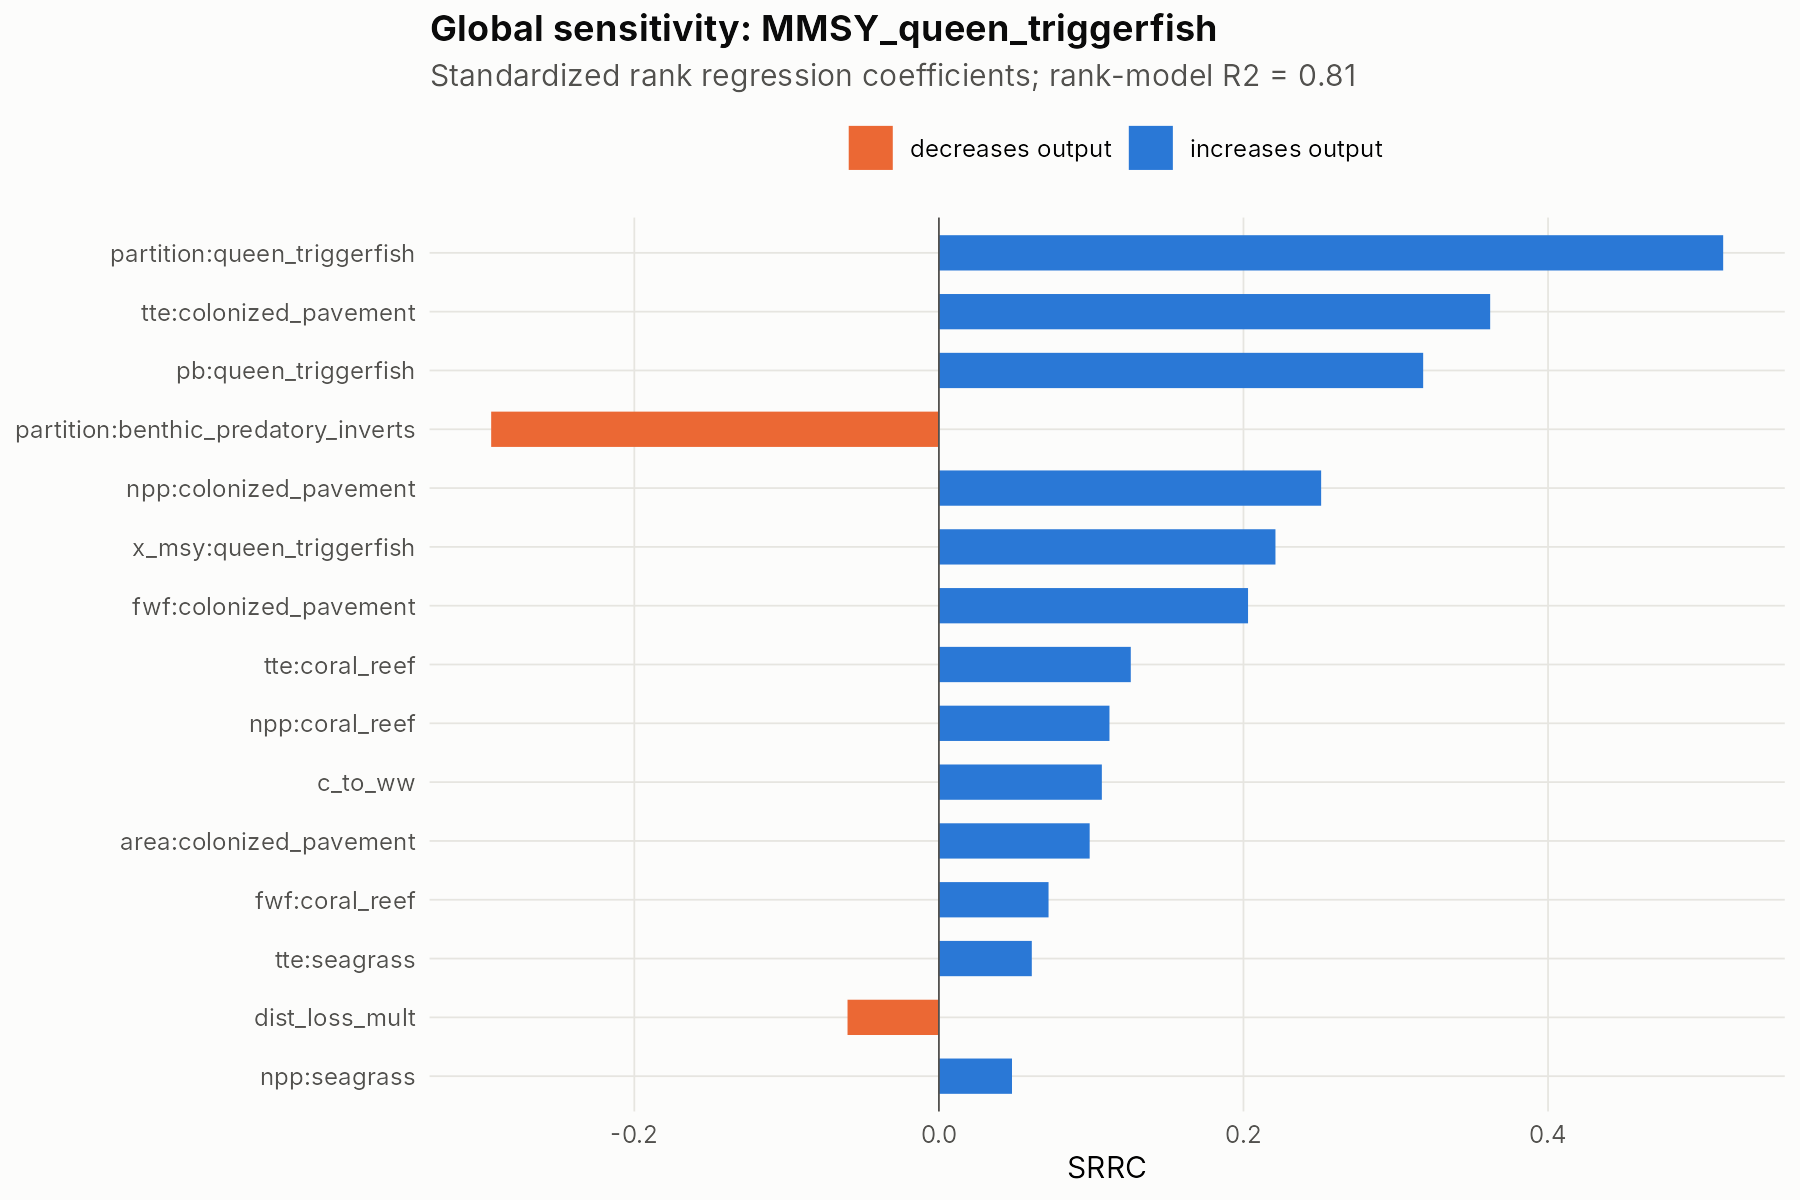 Global sensitivity: MMSY_queen_triggerfish
Standardized rank regression coefficients; rank-model R2 = 0.81
decreases output increases output
partition:queen_triggerfish
tte:colonized_pavement
pb:queen_triggerfish
partition:benthic_predatory_inverts
npp:colonized_pavement
x_msy:queen_triggerfish
fwf:colonized_pavement
tte:coral_reef
npp:coral_reef
c_to_ww
area:colonized_pavement
fwf:coral_reef
tte:seagrass
dist_loss_mult
npp:seagrass
-0.2 0.0 0.2 0.4
SRRC